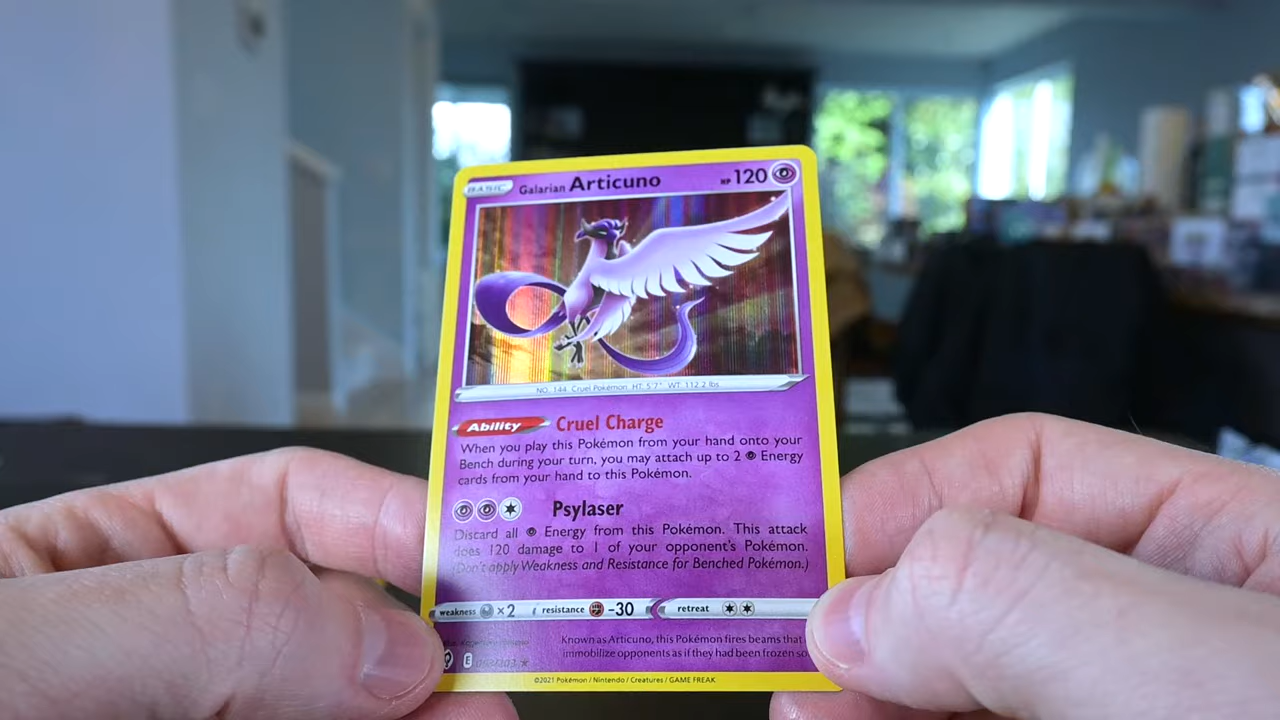 BASIC Galarian Articuno HP 120
NO. 144 Cruel Pokémon HT: 5'7" WT: 112.2 lbs
Ability Cruel Charge
When you play this Pokémon from your hand onto your
Bench during your turn, you may attach up to 2 Energy
cards from your hand to this Pokémon.
Psylaser
Discard all Energy from this Pokémon. This attack
does 120 damage to 1 of your opponent's Pokémon.
(Don't apply Weakness and Resistance for Benched Pokémon.)
weakness ×2 resistance -30 retreat
Known as Articuno, this Pokémon fires beams that
immobilize opponents as if they had been frozen so
E
©2021 Pokémon / Nintendo / Creatures / GAME FREAK